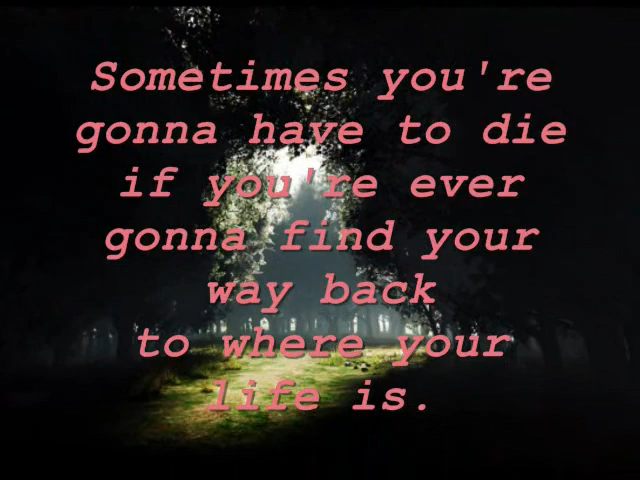 Sometimes you're
gonna have to die
if you're ever
gonna find your
way back
to where your
life is.